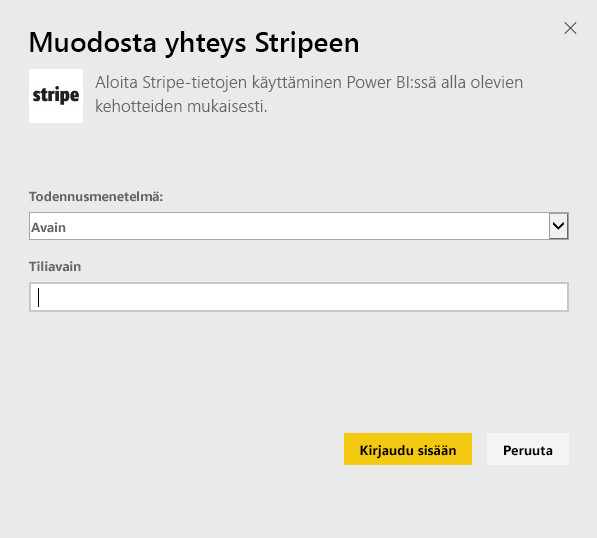 Muodosta yhteys Stripeen
stripe
Aloita Stripe-tietojen käyttäminen Power BI:ssä alla olevien
kehotteiden mukaisesti.
Todennusmenetelmä:
Avain
Tiliavain
Kirjaudu sisään
Peruuta